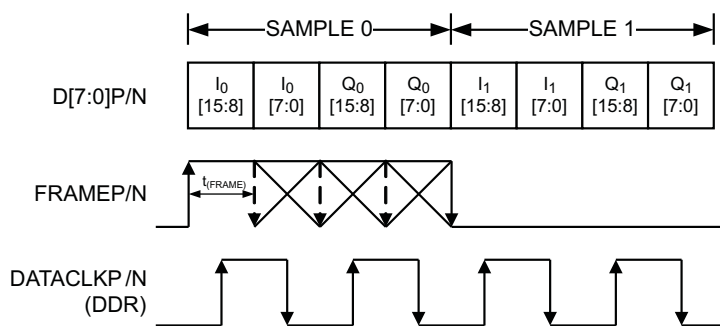 SAMPLE 0 SAMPLE 1
D[7:0]P/N
I₀ I₀ Q₀ Q₀ I₁ I₁ Q₁ Q₁
[15:8] [7:0] [15:8] [7:0] [15:8] [7:0] [15:8] [7:0]
t(FRAME)
FRAMEP/N
DATACLKP/N
(DDR)